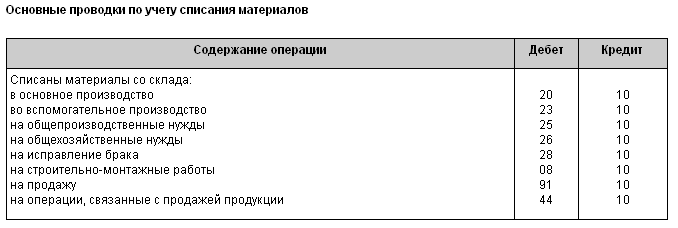 Основные проводки по учету списания материалов
Содержание операции Дебет Кредит
Списаны материалы со склада:
в основное производство 20 10
во вспомогательное производство 23 10
на общепроизводственные нужды 25 10
на общехозяйственные нужды 26 10
на исправление брака 28 10
на строительно-монтажные работы 08 10
на продажу 91 10
на операции, связанные с продажей продукции 44 10